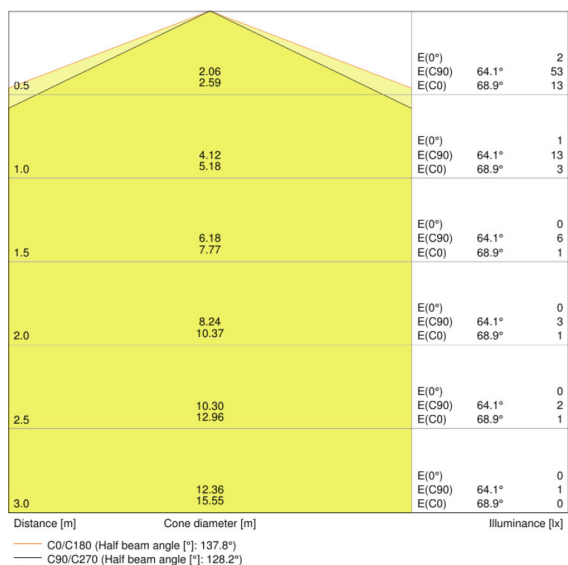 E(0°) 2
2.06 E(C90) 64.1° 53
0.5 2.59 E(C0) 68.9° 13
E(0°) 1
4.12 E(C90) 64.1° 13
1.0 5.18 E(C0) 68.9° 3
E(0°) 0
6.18 E(C90) 64.1° 6
1.5 7.77 E(C0) 68.9° 1
E(0°) 0
8.24 E(C90) 64.1° 3
2.0 10.37 E(C0) 68.9° 1
E(0°) 0
10.30 E(C90) 64.1° 2
2.5 12.96 E(C0) 68.9° 1
E(0°) 0
12.36 E(C90) 64.1° 1
3.0 15.55 E(C0) 68.9° 0
Distance [m] Cone diameter [m] Illuminance [lx]
C0/C180 (Half beam angle [°]: 137.8°)
C90/C270 (Half beam angle [°]: 128.2°)